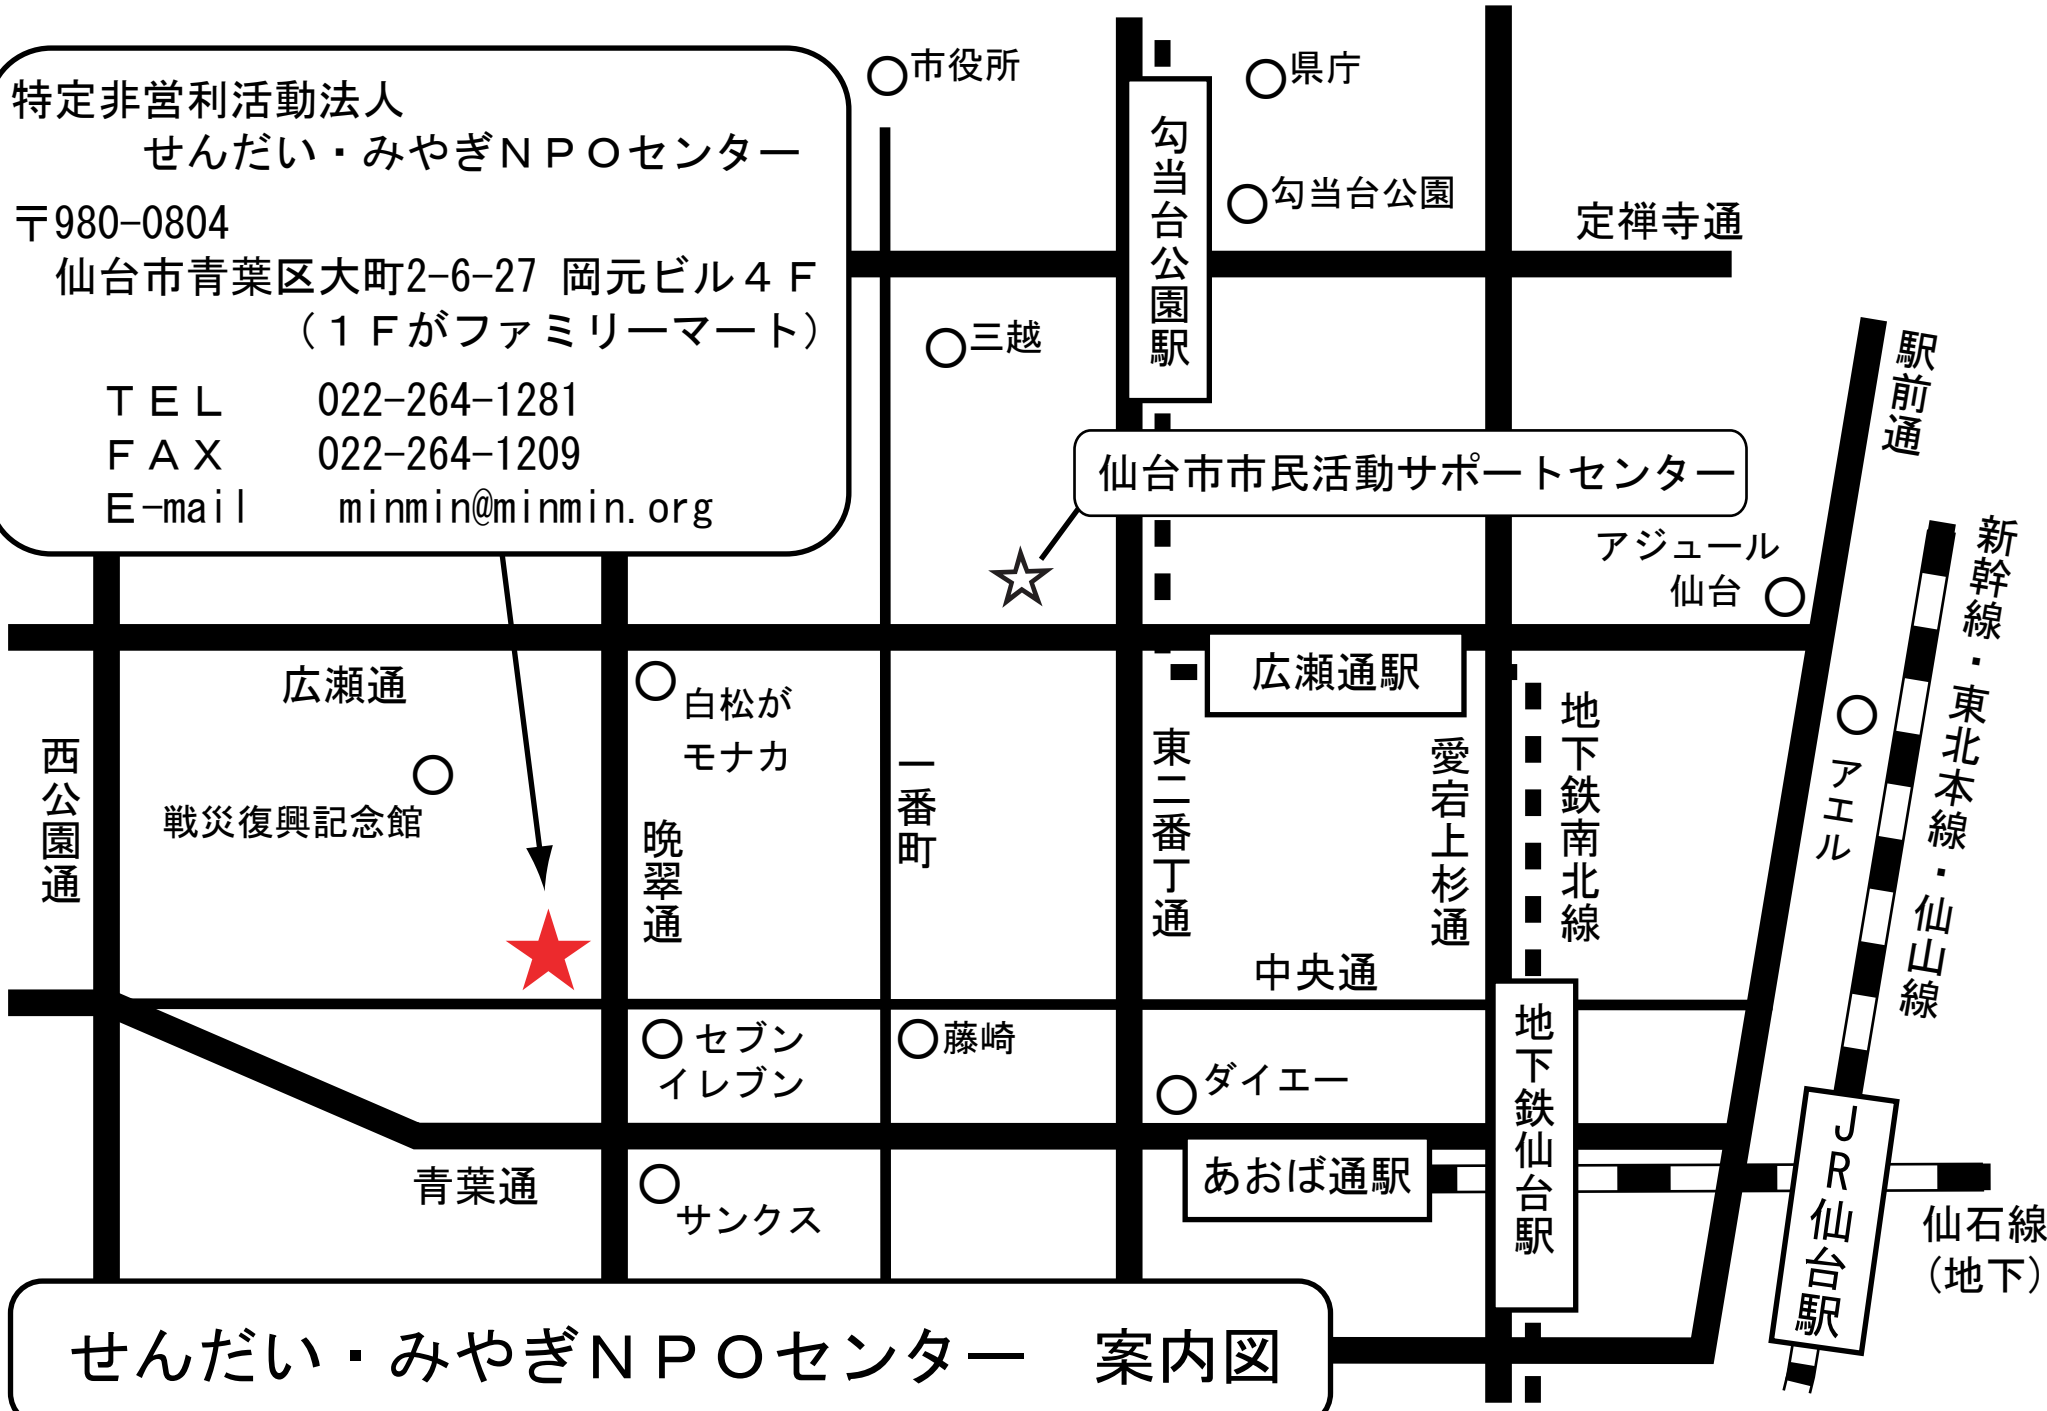 特定非営利活動法人
せんだい・みやぎＮＰＯセンター
〒980-0804
仙台市青葉区大町2-6-27 岡元ビル４Ｆ
（１Ｆがファミリーマート）
ＴＥＬ 022-264-1281
ＦＡＸ 022-264-1209
Ｅ-mail minmin@minmin.org
市役所
県庁
勾当台公園駅
勾当台公園
定禅寺通
三越
駅前通
仙台市市民活動サポートセンター
アジュール
仙台
新幹線・東北本線・仙山線
広瀬通
広瀬通駅
白松が
モナカ
西公園通
戦災復興記念館
晩翠通
一番町
東二番丁通
愛宕上杉通
地下鉄南北線
アエル
中央通
セブン
イレブン
藤崎
ダイエー
地下鉄仙台駅
ＪＲ仙台駅
青葉通
あおば通駅
サンクス
仙石線
（地下）
せんだい・みやぎＮＰＯセンター　案内図